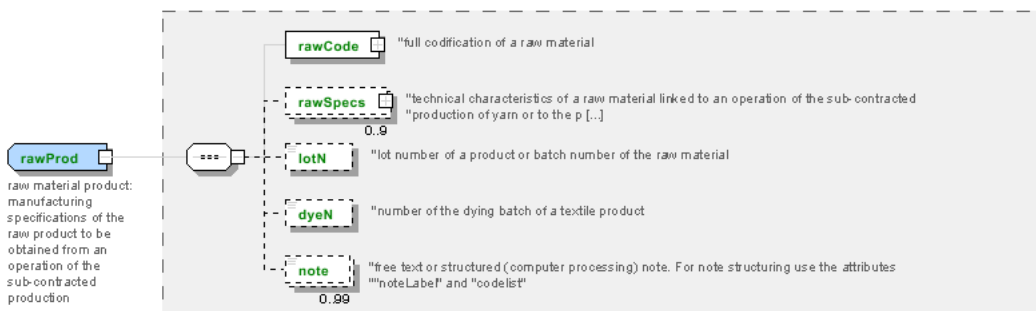 rawCode
"full codification of a raw material
rawSpecs
"technical characteristics of a raw material linked to an operation of the sub-contracted
"production of yarn or to the p [...]
0..9
rawProd
lotN
"lot number of a product or batch number of the raw material
raw material product:
manufacturing
specifications of the
raw product to be
obtained from an
operation of the
sub-contracted
production
dyeN
"number of the dying batch of a textile product
note
"free text or structured (computer processing) note. For note structuring use the attributes
""noteLabel" and "codelist"
0..99